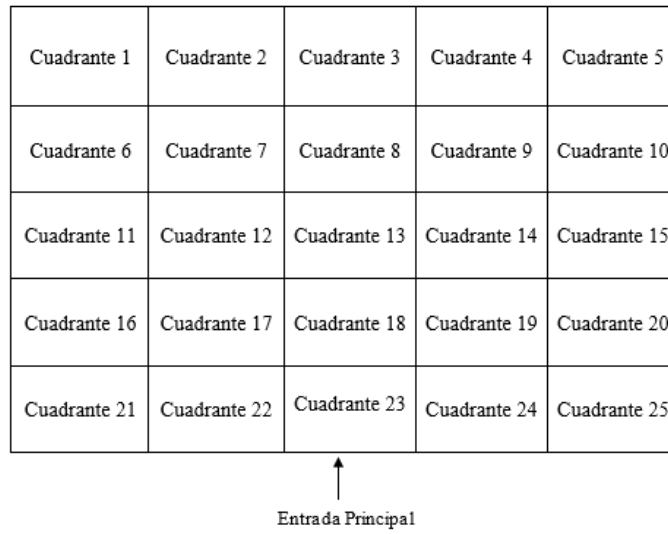 Cuadrante 1 Cuadrante 2 Cuadrante 3 Cuadrante 4 Cuadrante 5
Cuadrante 6 Cuadrante 7 Cuadrante 8 Cuadrante 9 Cuadrante 10
Cuadrante 11 Cuadrante 12 Cuadrante 13 Cuadrante 14 Cuadrante 15
Cuadrante 16 Cuadrante 17 Cuadrante 18 Cuadrante 19 Cuadrante 20
Cuadrante 21 Cuadrante 22 Cuadrante 23 Cuadrante 24 Cuadrante 25
Entrada Principal